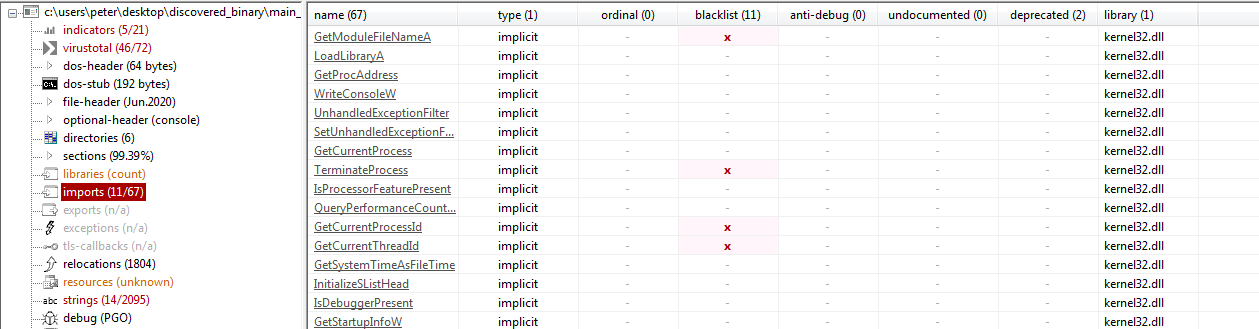 c:\users\peter\desktop\discovered_binary\main_
indicators (5/21)
virustotal (46/72)
dos-header (64 bytes)
dos-stub (192 bytes)
file-header (Jun.2020)
optional-header (console)
directories (6)
sections (99.39%)
libraries (count)
imports (11/67)
exports (n/a)
exceptions (n/a)
tls-callbacks (n/a)
relocations (1804)
resources (unknown)
abc strings (14/2095)
debug (PGO)
name (67) type (1) ordinal (0) blacklist (11) anti-debug (0) undocumented (0) deprecated (2) library (1)
GetModuleFileNameA implicit - x - - - kernel32.dll
LoadLibraryA implicit - - - - - kernel32.dll
GetProcAddress implicit - - - - - kernel32.dll
WriteConsoleW implicit - - - - - kernel32.dll
UnhandledExceptionFilter implicit - - - - - kernel32.dll
SetUnhandledExceptionF... implicit - - - - - kernel32.dll
GetCurrentProcess implicit - - - - - kernel32.dll
TerminateProcess implicit - x - - - kernel32.dll
IsProcessorFeaturePresent implicit - - - - - kernel32.dll
QueryPerformanceCount... implicit - - - - - kernel32.dll
GetCurrentProcessId implicit - x - - - kernel32.dll
GetCurrentThreadId implicit - x - - - kernel32.dll
GetSystemTimeAsFileTime implicit - - - - - kernel32.dll
InitializeSListHead implicit - - - - - kernel32.dll
IsDebuggerPresent implicit - - - - - kernel32.dll
GetStartupInfoW implicit - - - - - kernel32.dll